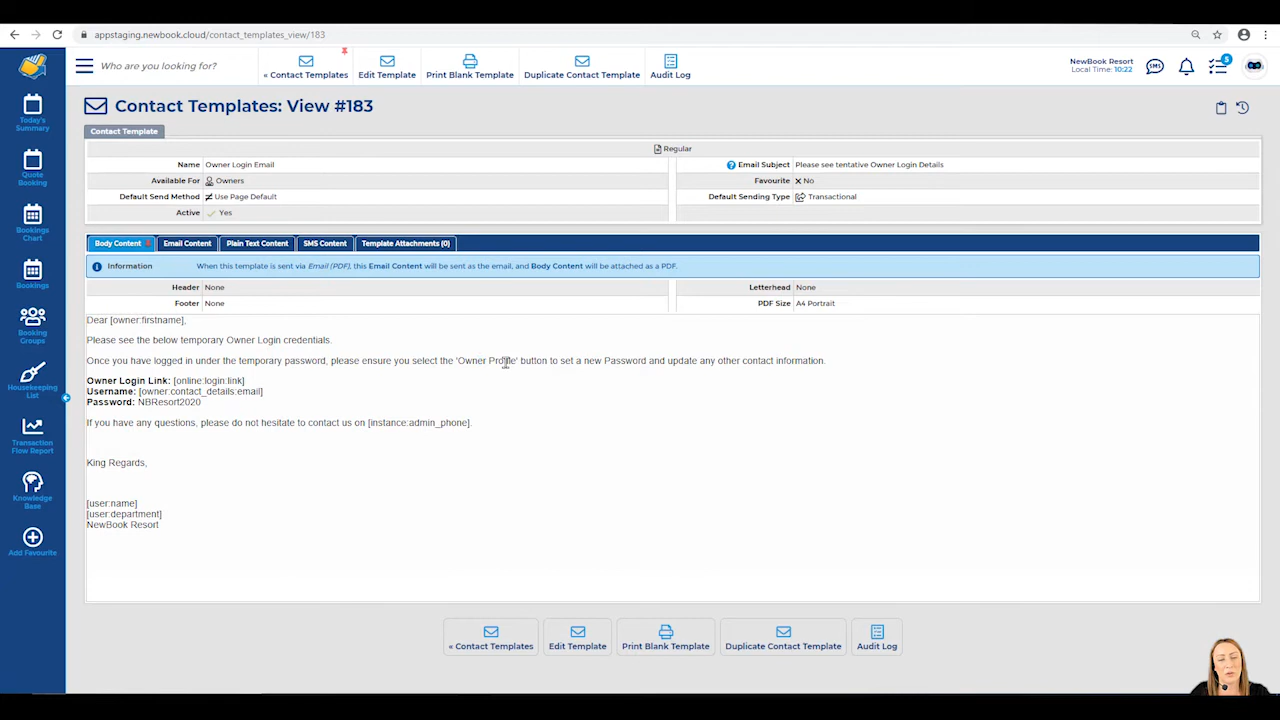 appstaging.newbook.cloud/contact_templates_view/183
Who are you looking for?
« Contact Templates
Edit Template
Print Blank Template
Duplicate Contact Template
Audit Log
NewBook Resort
Local Time: 10:22
SMS
5
Today's Summary
Quote Booking
Bookings Chart
Bookings
Booking Groups
Housekeeping List
Transaction Flow Report
Knowledge Base
Add Favourite
Contact Templates: View #183
Contact Template
Regular
Name Owner Login Email
Email Subject Please see tentative Owner Login Details
Available For Owners
Favourite No
Default Send Method Use Page Default
Default Sending Type Transactional
Active Yes
Body Content
Email Content
Plain Text Content
SMS Content
Template Attachments (0)
Information When this template is sent via Email (PDF), this Email Content will be sent as the email, and Body Content will be attached as a PDF.
Header None
Letterhead None
Footer None
PDF Size A4 Portrait
Dear [owner:firstname],
Please see the below temporary Owner Login credentials.
Once you have logged in under the temporary password, please ensure you select the 'Owner Profile' button to set a new Password and update any other contact information.
Owner Login Link: [online:login:link]
Username: [owner:contact_details:email]
Password: NBResort2020
If you have any questions, please do not hesitate to contact us on [instance:admin_phone].
King Regards,
[user:name]
[user:department]
NewBook Resort
« Contact Templates
Edit Template
Print Blank Template
Duplicate Contact Template
Audit Log